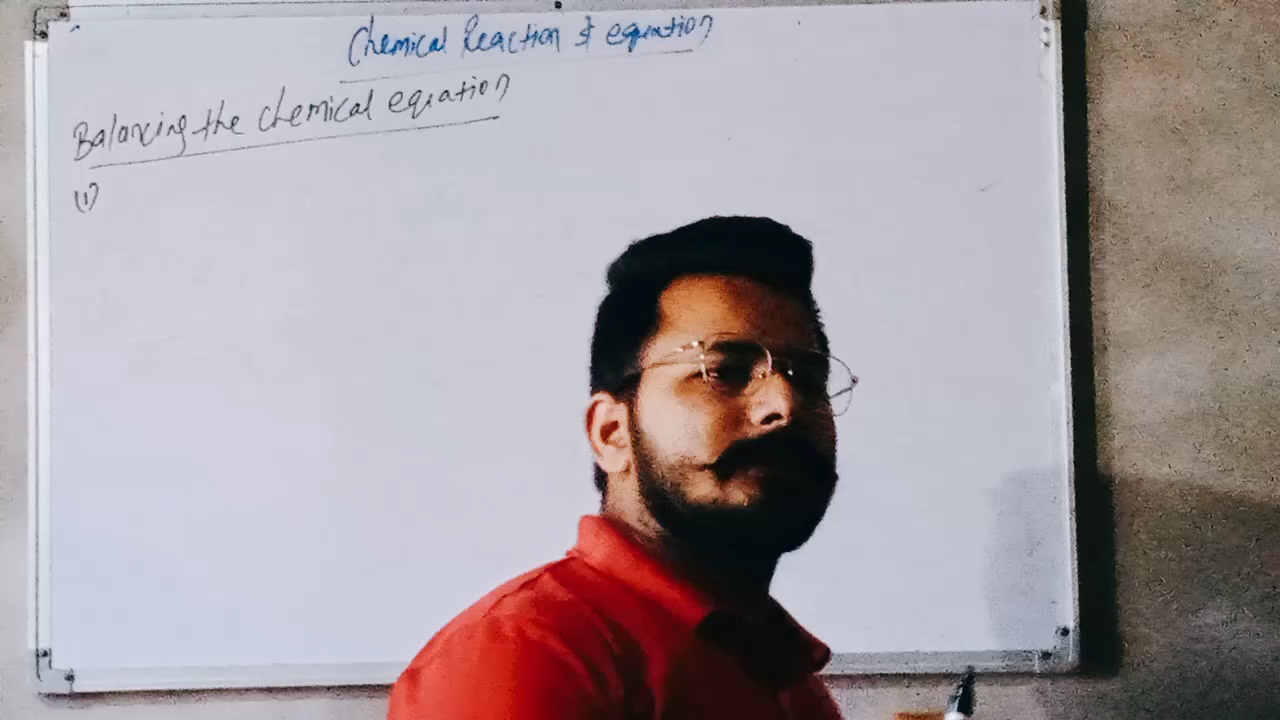 Chemical Reaction & equation
Balancing the chemical equation
(1)